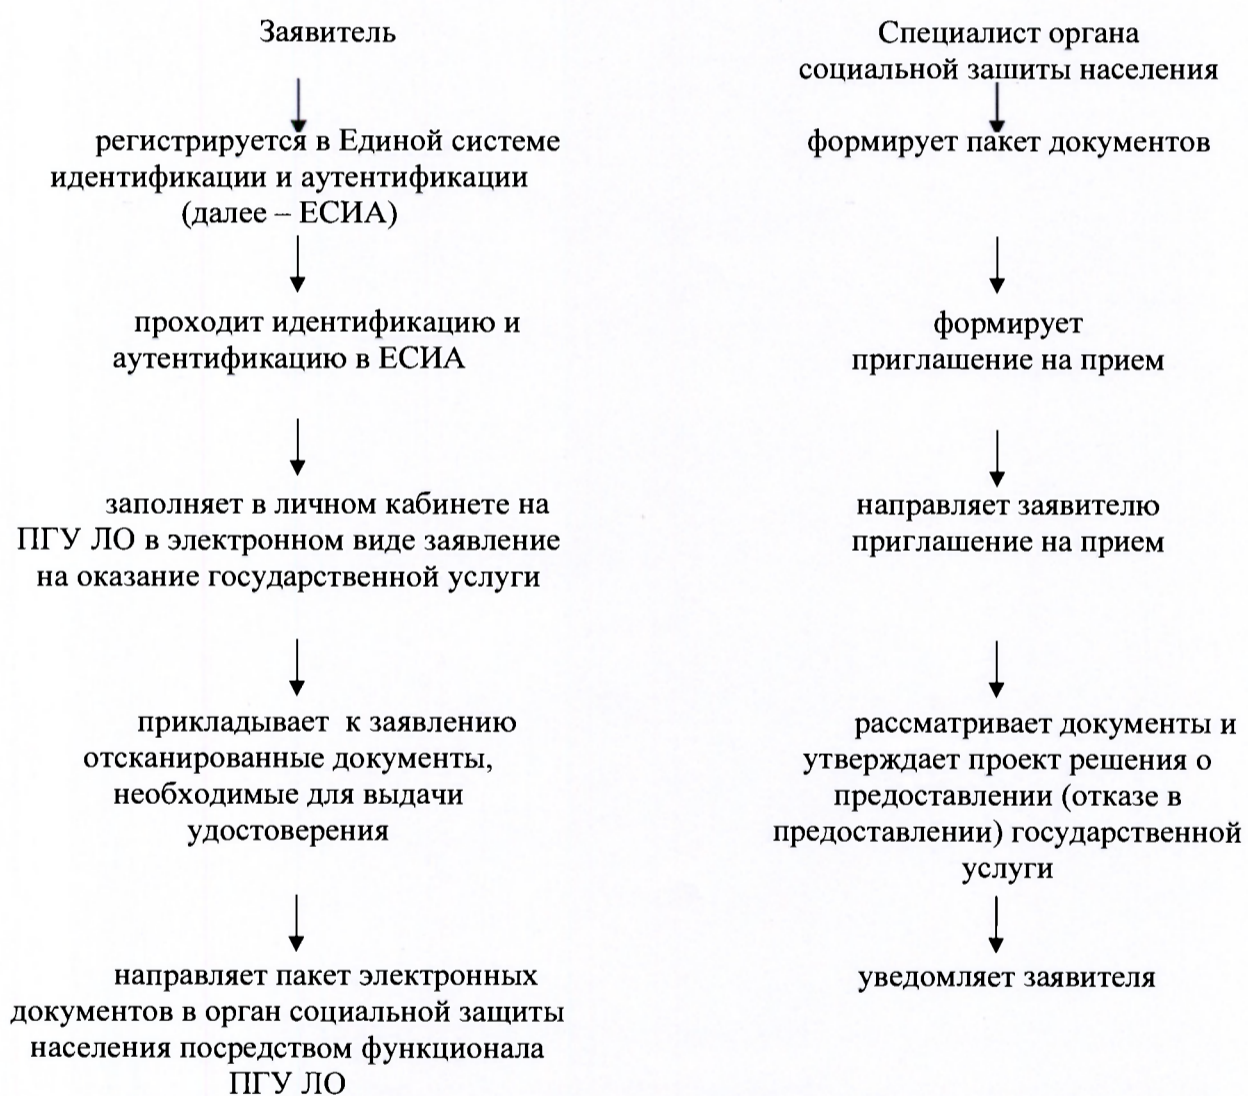 Заявитель
регистрируется в Единой системе
идентификации и аутентификации
(далее – ЕСИА)
проходит идентификацию и
аутентификацию в ЕСИА
заполняет в личном кабинете на
ПГУ ЛО в электронном виде заявление
на оказание государственной услуги
прикладывает к заявлению
отсканированные документы,
необходимые для выдачи
удостоверения
направляет пакет электронных
документов в орган социальной защиты
населения посредством функционала
ПГУ ЛО
Специалист органа
социальной защиты населения
формирует пакет документов
формирует
приглашение на прием
направляет заявителю
приглашение на прием
рассматривает документы и
утверждает проект решения о
предоставлении (отказе в
предоставлении) государственной
услуги
уведомляет заявителя